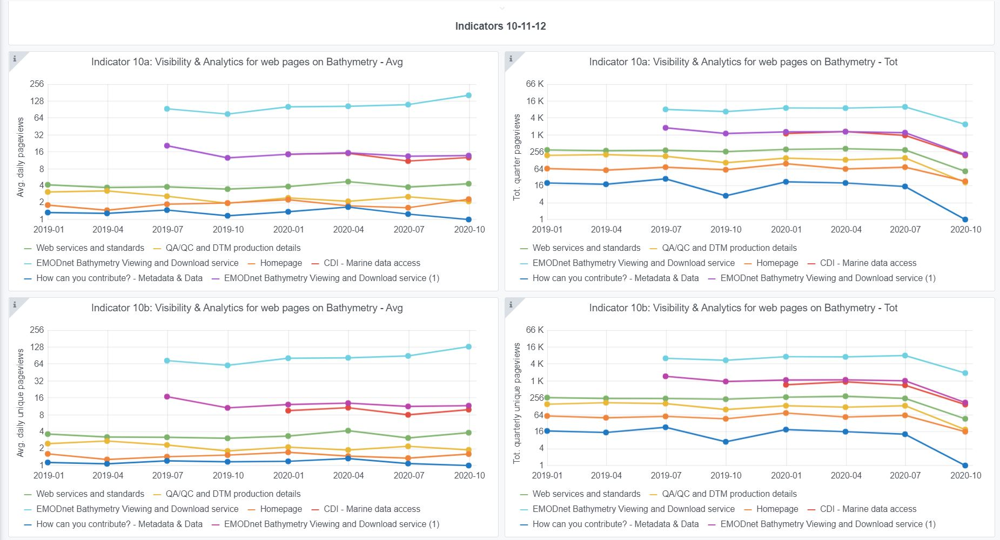 Indicators 10-11-12
i
Indicator 10a: Visibility & Analytics for web pages on Bathymetry - Avg
Avg. daily pageviews
256
128
64
32
16
8
4
2
1
2019-01 2019-04 2019-07 2019-10 2020-01 2020-04 2020-07 2020-10
Web services and standards QA/QC and DTM production details
EMODnet Bathymetry Viewing and Download service Homepage CDI - Marine data access
How can you contribute? - Metadata & Data EMODnet Bathymetry Viewing and Download service (1)
i
Indicator 10a: Visibility & Analytics for web pages on Bathymetry - Tot
Tot. quarter pageviews
66 K
16 K
4 K
1 K
256
64
16
4
1
2019-01 2019-04 2019-07 2019-10 2020-01 2020-04 2020-07 2020-10
Web services and standards QA/QC and DTM production details
EMODnet Bathymetry Viewing and Download service Homepage CDI - Marine data access
How can you contribute? - Metadata & Data EMODnet Bathymetry Viewing and Download service (1)
i
Indicator 10b: Visibility & Analytics for web pages on Bathymetry - Avg
Avg. daily unique pageviews
256
128
64
32
16
8
4
2
1
2019-01 2019-04 2019-07 2019-10 2020-01 2020-04 2020-07 2020-10
Web services and standards QA/QC and DTM production details
EMODnet Bathymetry Viewing and Download service Homepage CDI - Marine data access
How can you contribute? - Metadata & Data EMODnet Bathymetry Viewing and Download service (1)
i
Indicator 10b: Visibility & Analytics for web pages on Bathymetry - Tot
Tot. quarterly unique pageviews
66 K
16 K
4 K
1 K
256
64
16
4
1
2019-01 2019-04 2019-07 2019-10 2020-01 2020-04 2020-07 2020-10
Web services and standards QA/QC and DTM production details
EMODnet Bathymetry Viewing and Download service Homepage CDI - Marine data access
How can you contribute? - Metadata & Data EMODnet Bathymetry Viewing and Download service (1)